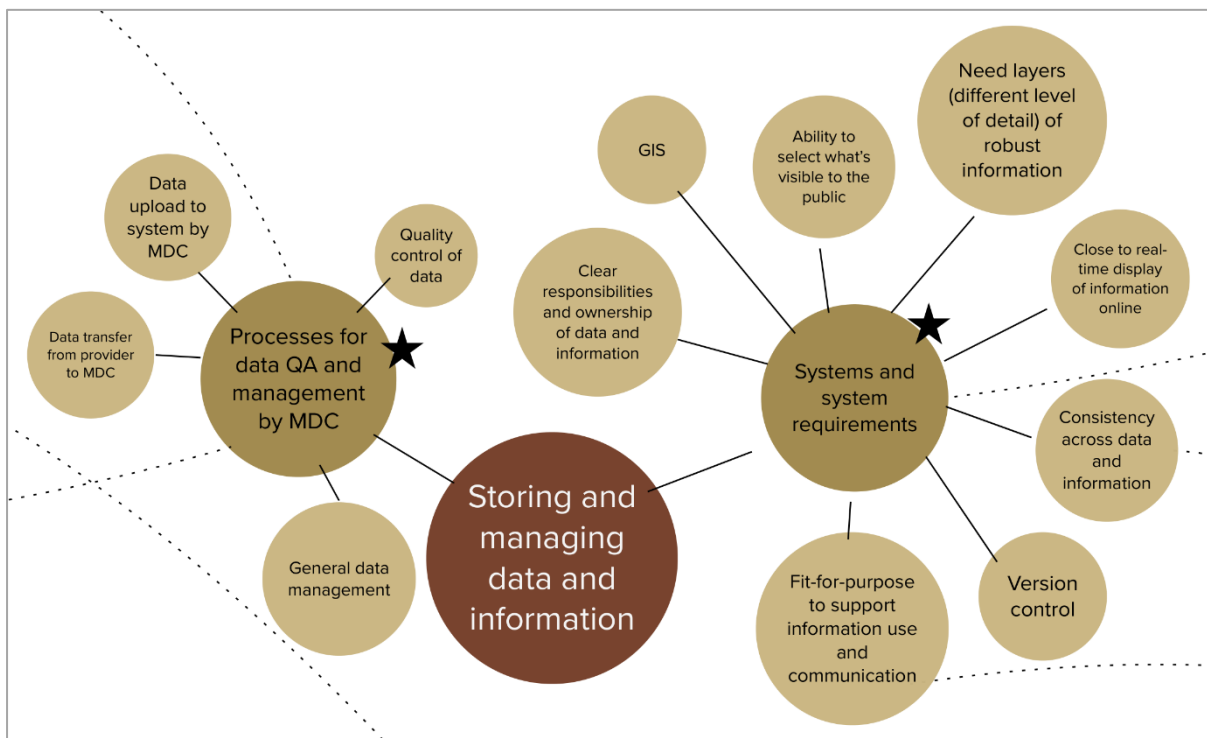 Data
upload to
system by
MDC
Quality
control of
data
Data transfer
from provider
to MDC
Processes for
data QA and
management
by MDC
General data
management
Storing and
managing
data and
information
GIS
Ability to
select what's
visible to the
public
Need layers
(different level
of detail) of
robust
information
Clear
responsibilities
and ownership
of data and
information
Close to real-
time display
of information
online
Systems and
system
requirements
Consistency
across data
and
information
Fit-for-purpose
to support
information use
and
communication
Version
control